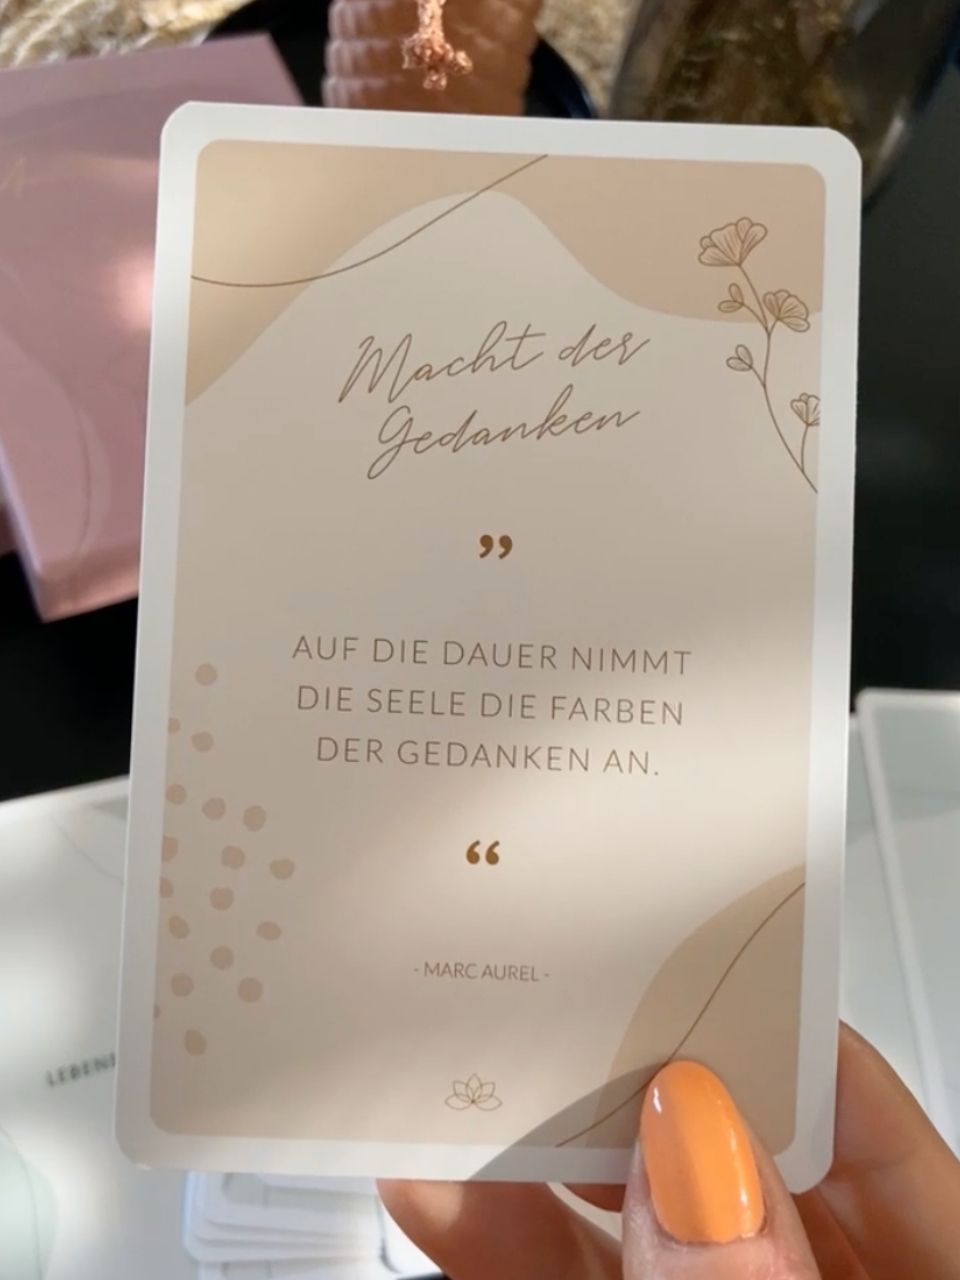 Macht der
Gedanken
”
AUF DIE DAUER NIMMT
DIE SEELE DIE FARBEN
DER GEDANKEN AN.
“
- MARC AUREL -